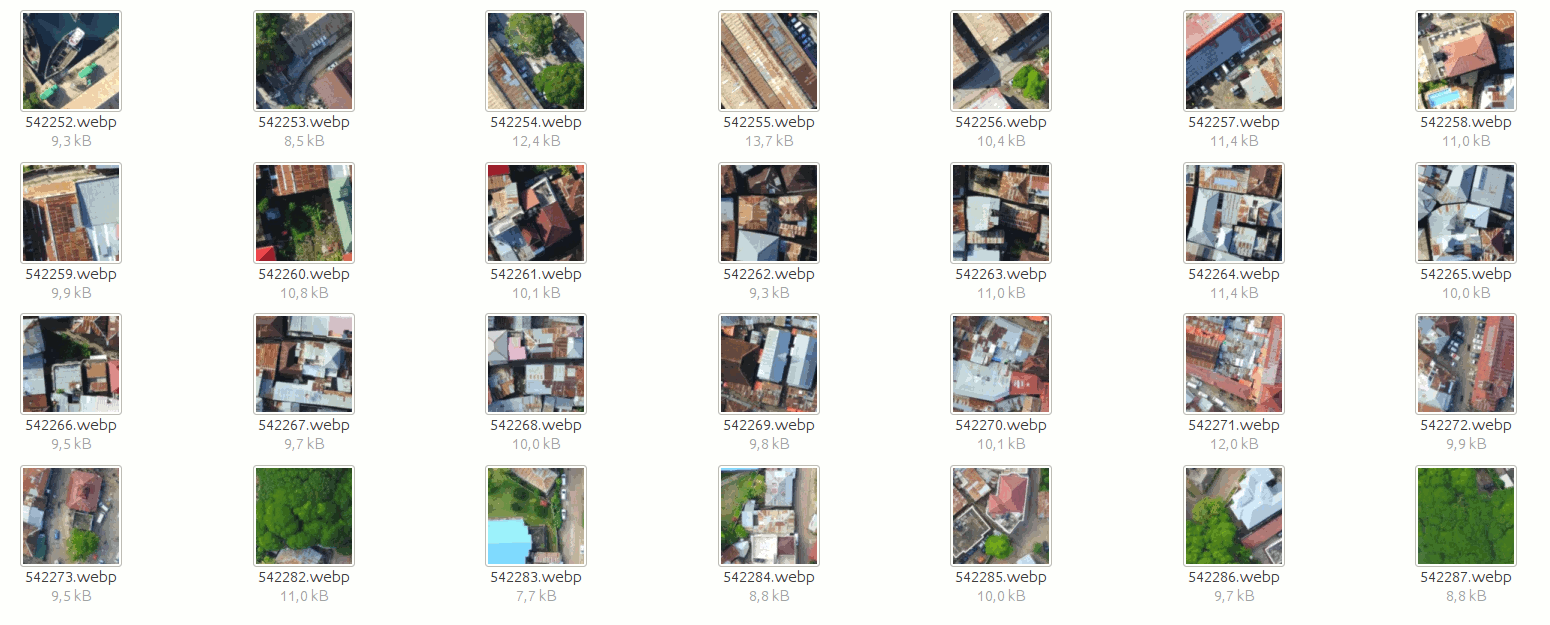 542252.webp 542253.webp 542254.webp 542255.webp 542256.webp 542257.webp 542258.webp
9,3 kB 8,5 kB 12,4 kB 13,7 kB 10,4 kB 11,4 kB 11,0 kB
542259.webp 542260.webp 542261.webp 542262.webp 542263.webp 542264.webp 542265.webp
9,9 kB 10,8 kB 10,1 kB 9,3 kB 11,0 kB 11,4 kB 10,0 kB
542266.webp 542267.webp 542268.webp 542269.webp 542270.webp 542271.webp 542272.webp
9,5 kB 9,7 kB 10,0 kB 9,8 kB 10,1 kB 12,0 kB 9,9 kB
542273.webp 542282.webp 542283.webp 542284.webp 542285.webp 542286.webp 542287.webp
9,5 kB 11,0 kB 7,7 kB 8,8 kB 10,0 kB 9,7 kB 8,8 kB